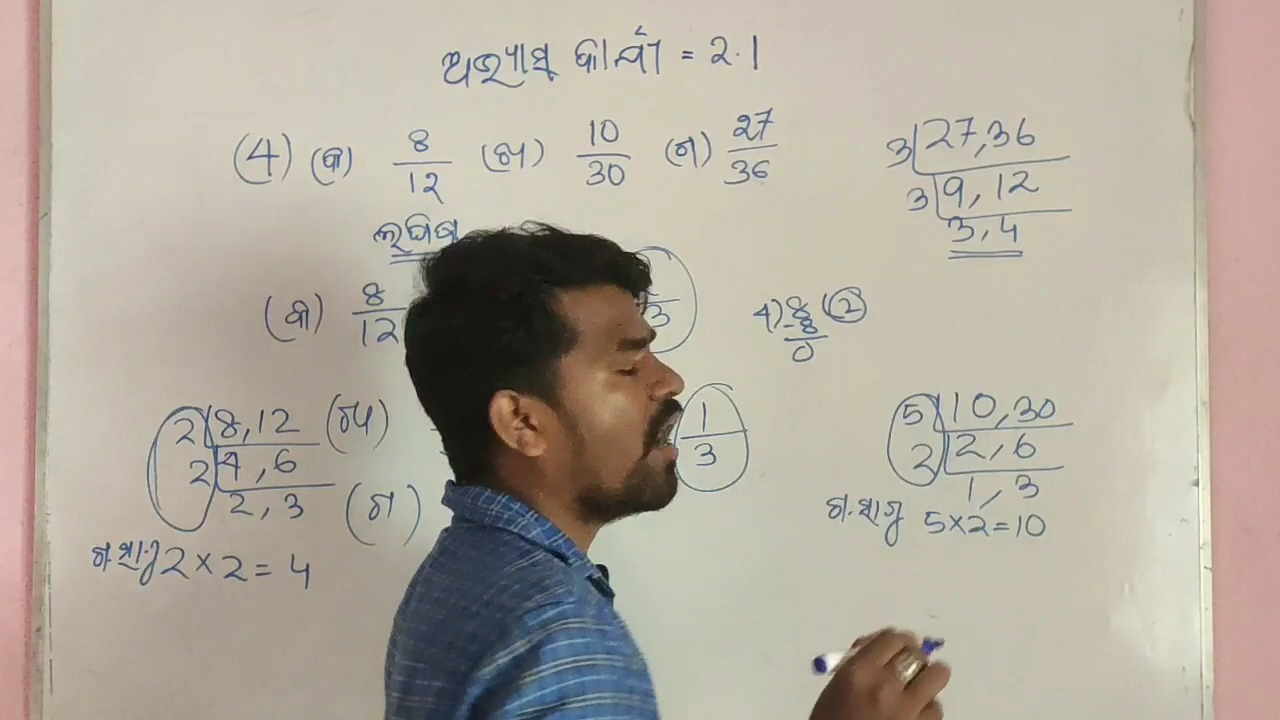 ଅଭ୍ୟାସ କାର୍ଯ୍ୟ = ୨.1
(4) (କ) 8/12 (ଖ) 10/30 (ଗ) 27/36
3 | 27, 36
3 | 9, 12
3, 4
(କ) 8/12
3
4) 8 (2
- 8
0
2 | 8, 12
2 | 4, 6
2, 3
ଗ.ସା.ଗୁ 2 × 2 = 4
(ଖ)
1/3
(ଗ)
5 | 10, 30
2 | 2, 6
1, 3
ଗ.ସା.ଗୁ 5×2=10